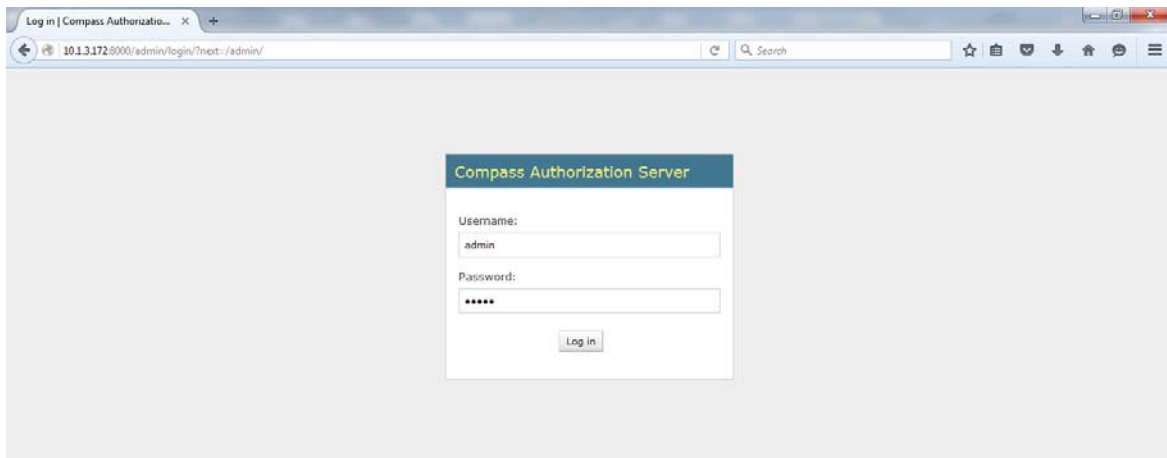 Log in | Compass Authorizatio...
10.1.3.172:8000/admin/login/?next=/admin/
Search
Compass Authorization Server
Username:
admin
Password:
•••••
Log in